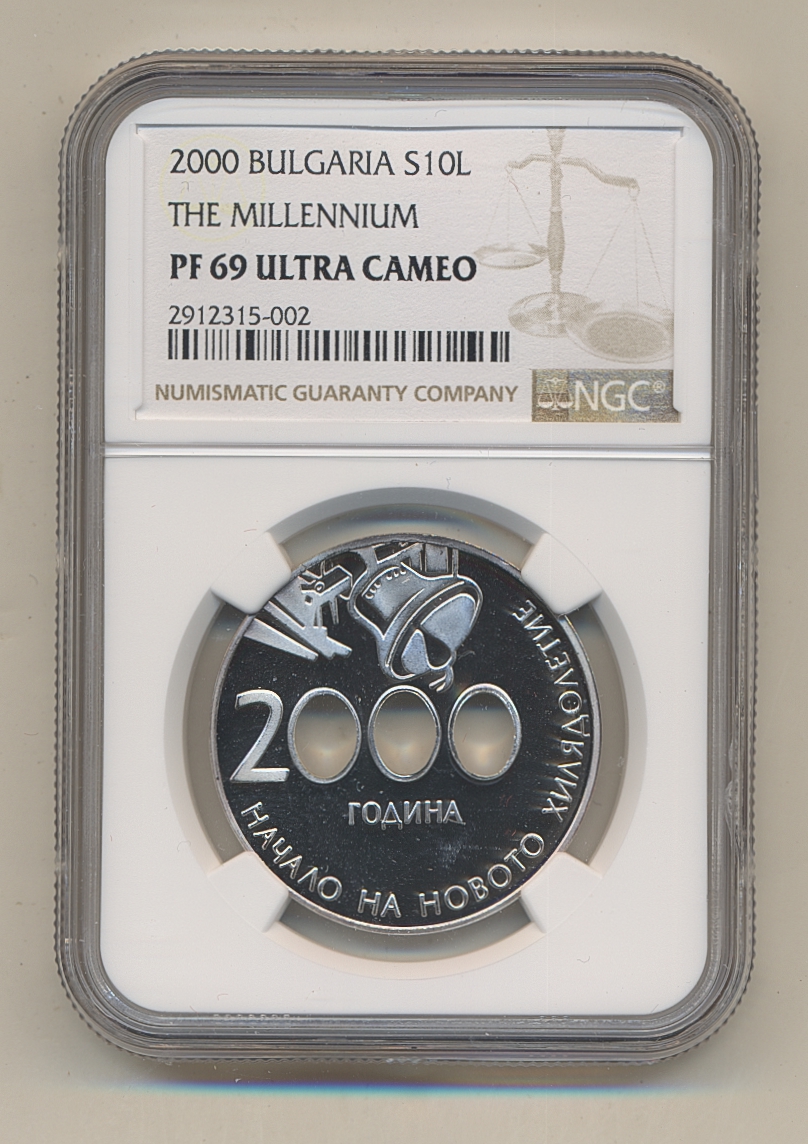 2000 BULGARIA S10L
THE MILLENNIUM
PF 69 ULTRA CAMEO
2912315-002
NUMISMATIC GUARANTY COMPANY
NGC®
2000
ГОДИНА
НАЧАЛО НА НОВОТО ХИЛЯДОЛЕТИЕ